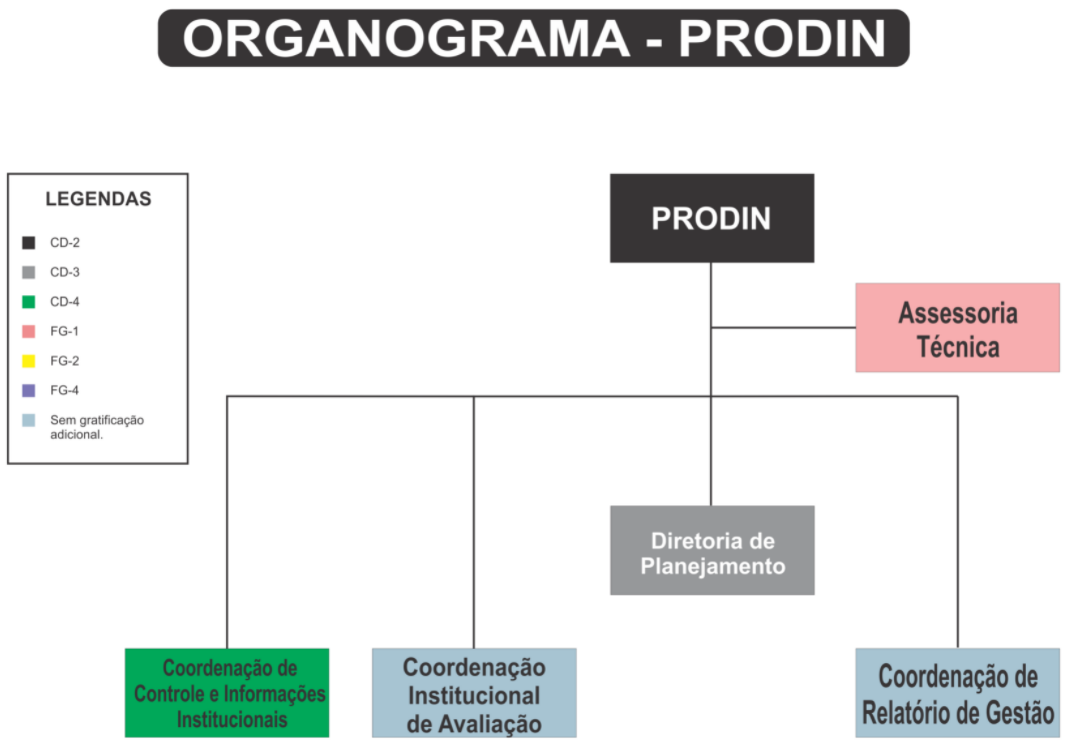 ORGANOGRAMA - PRODIN
LEGENDAS
CD-2
CD-3
CD-4
FG-1
FG-2
FG-4
Sem gratificação
adicional.
PRODIN
Assessoria
Técnica
Diretoria de
Planejamento
Coordenação de
Controle e Informações
Institucionais
Coordenação
Institucional
de Avaliação
Coordenação de
Relatório de Gestão